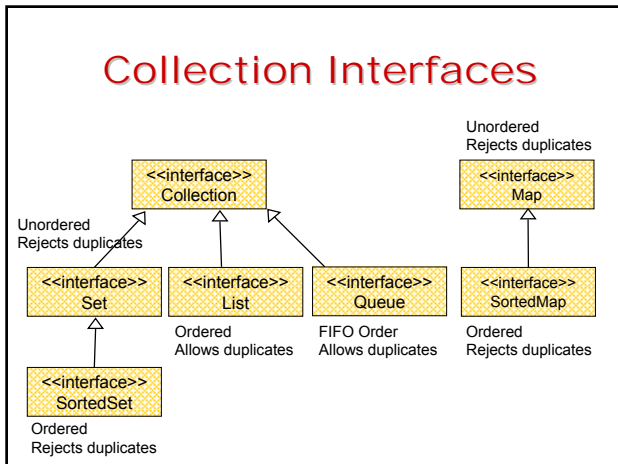 Collection Interfaces
<<interface>>
Collection
Unordered
Rejects duplicates
<<interface>>
Map
Unordered
Rejects duplicates
<<interface>>
Set
<<interface>>
List
<<interface>>
Queue
<<interface>>
SortedMap
Ordered
Allows duplicates
FIFO Order
Allows duplicates
Ordered
Rejects duplicates
<<interface>>
SortedSet
Ordered
Rejects duplicates